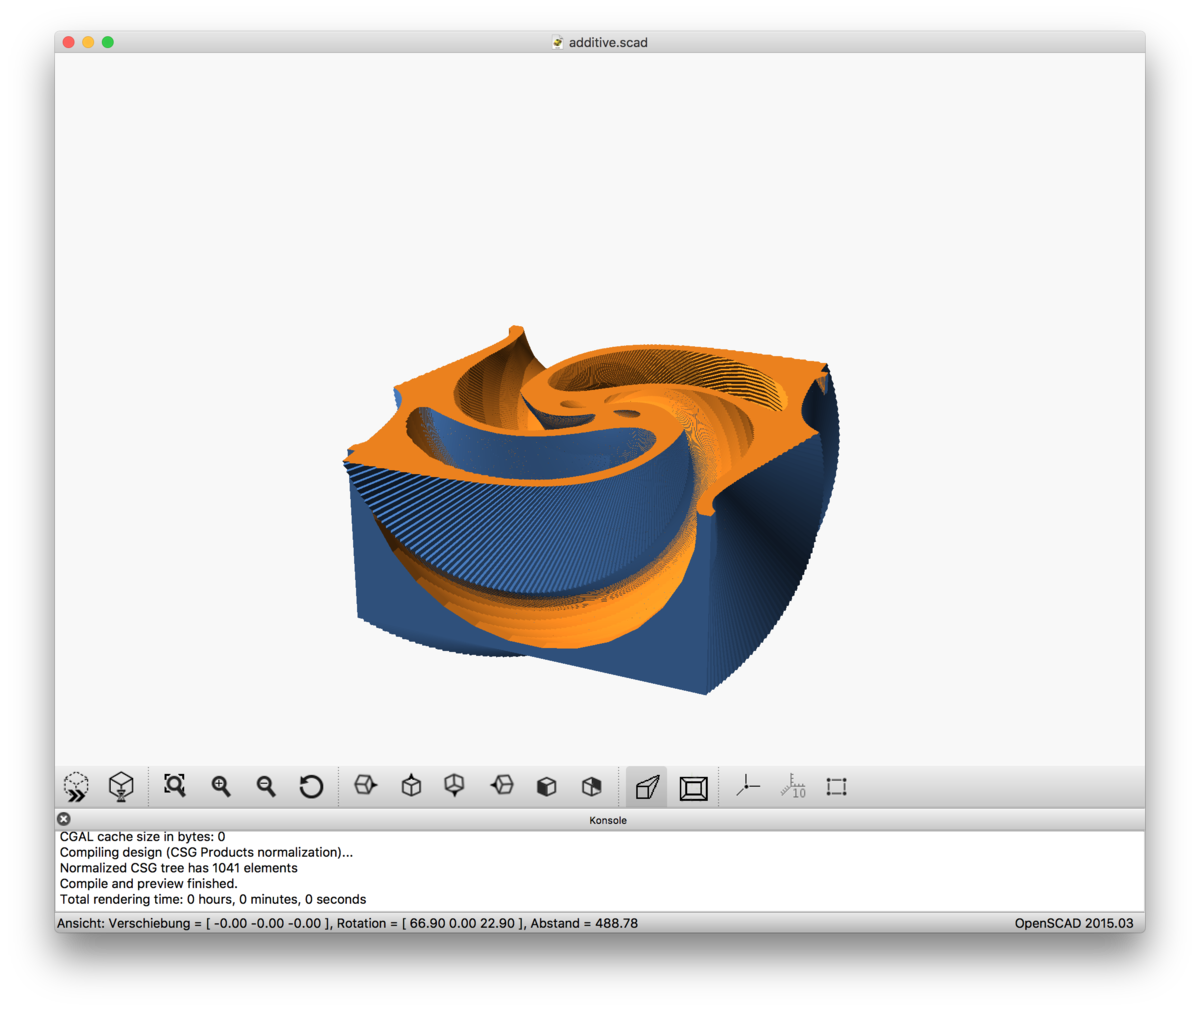 additive.scad
10
Konsole
CGAL cache size in bytes: 0
Compiling design (CSG Products normalization)...
Normalized CSG tree has 1041 elements
Compile and preview finished.
Total rendering time: 0 hours, 0 minutes, 0 seconds
Ansicht: Verschiebung = [ -0.00 -0.00 -0.00 ], Rotation = [ 66.90 0.00 22.90 ], Abstand = 488.78
OpenSCAD 2015.03